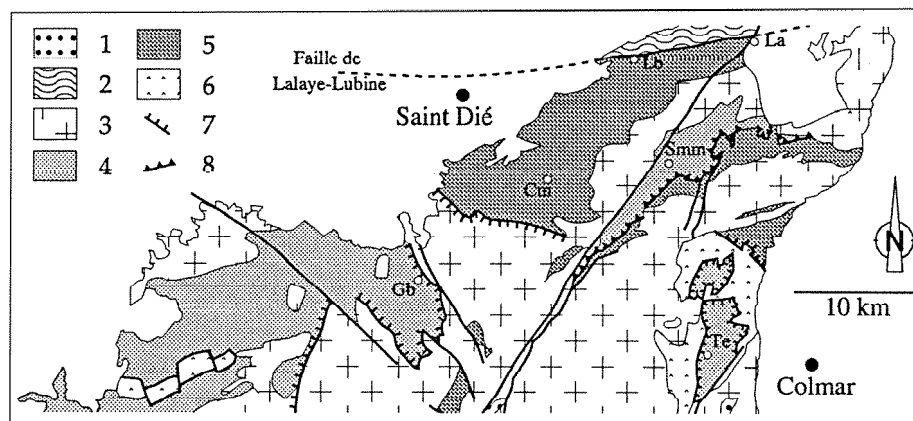 1 5
2 6
3 7
4 8
Faille de
Lalaye-Lubine
Saint Dié
La
Lb
Smm
Cui
Gb
Te
N
10 km
Colmar